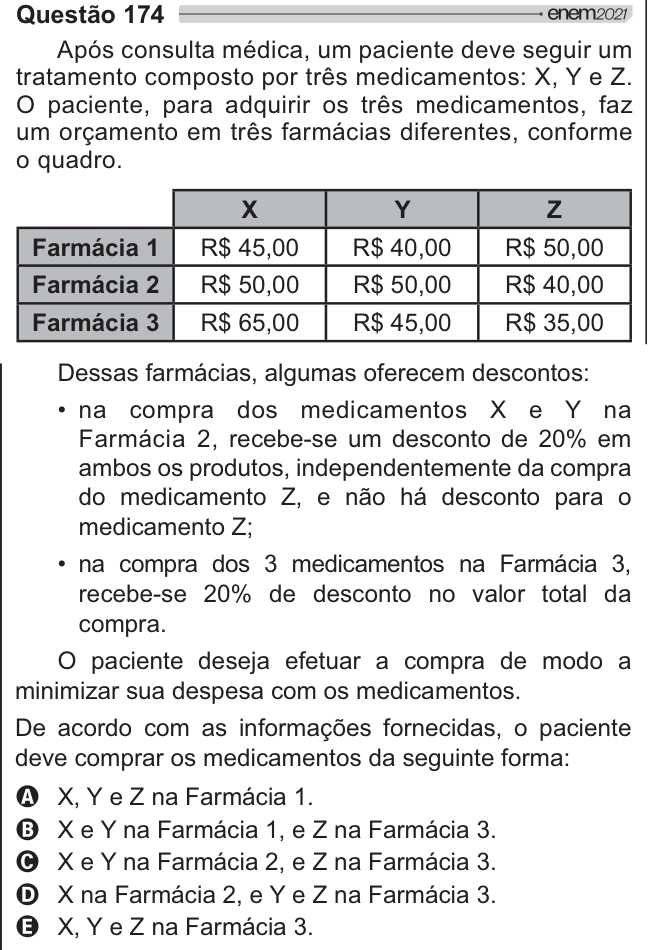 Questão 174 enem2021
Após consulta médica, um paciente deve seguir um
tratamento composto por três medicamentos: X, Y e Z.
O paciente, para adquirir os três medicamentos, faz
um orçamento em três farmácias diferentes, conforme
o quadro.
X Y Z
Farmácia 1 R$ 45,00 R$ 40,00 R$ 50,00
Farmácia 2 R$ 50,00 R$ 50,00 R$ 40,00
Farmácia 3 R$ 65,00 R$ 45,00 R$ 35,00
Dessas farmácias, algumas oferecem descontos:
• na compra dos medicamentos X e Y na
Farmácia 2, recebe-se um desconto de 20% em
ambos os produtos, independentemente da compra
do medicamento Z, e não há desconto para o
medicamento Z;
• na compra dos 3 medicamentos na Farmácia 3,
recebe-se 20% de desconto no valor total da
compra.
O paciente deseja efetuar a compra de modo a
minimizar sua despesa com os medicamentos.
De acordo com as informações fornecidas, o paciente
deve comprar os medicamentos da seguinte forma:
A X, Y e Z na Farmácia 1.
B X e Y na Farmácia 1, e Z na Farmácia 3.
C X e Y na Farmácia 2, e Z na Farmácia 3.
D X na Farmácia 2, e Y e Z na Farmácia 3.
E X, Y e Z na Farmácia 3.